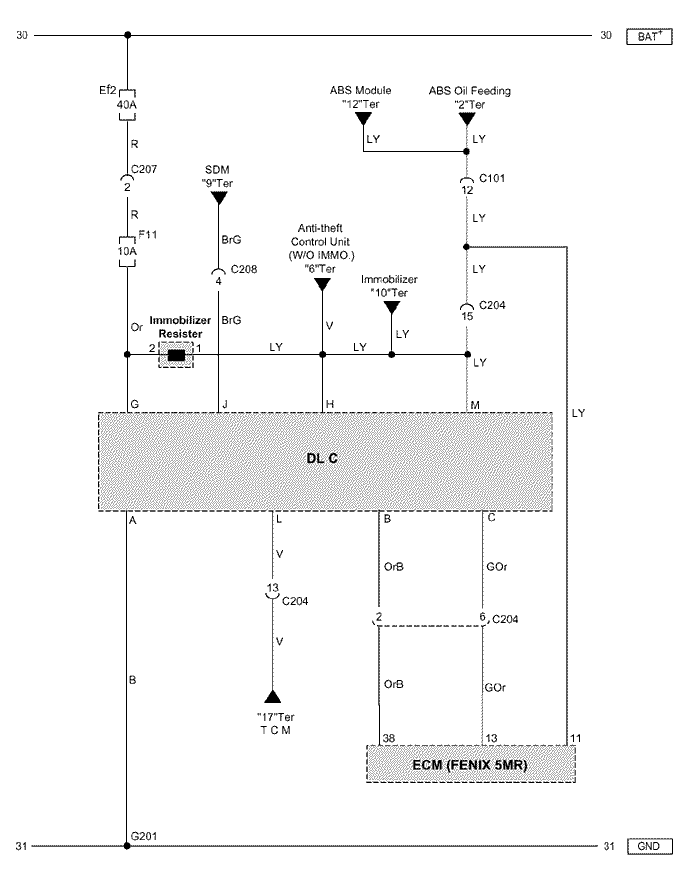 30 30 BAT+
Ef2
40A
ABS Module
"12"Ter
ABS Oil Feeding
"2"Ter
LY LY
R
C207
2
SDM
"9"Ter
C101
12
R
LY
F11
10A
BrG
Anti-theft
Control Unit
(W/O IMMO.)
"6"Ter
C208
4
LY
Immobilizer
"10"Ter
C204
15
Or
Immobilizer
Resister
BrG
V
LY
2 1
LY LY
LY
LY
G J H M
DL C
A L B C
V
OrB GOr
13
C204
2 6 C204
V
B
OrB GOr
"17"Ter
T C M
38 13 11
ECM (FENIX 5MR)
G201
31 31 GND